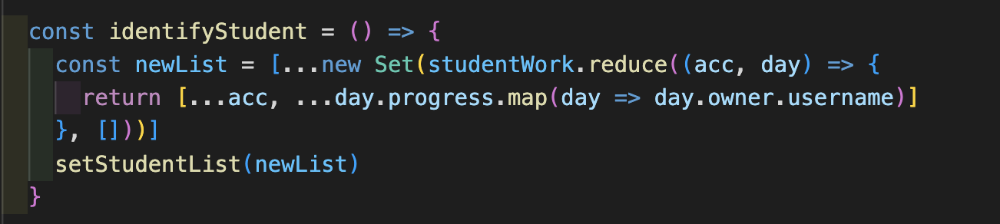 const identifyStudent = () => {
const newList = [...new Set(studentWork.reduce((acc, day) => {
return [...acc, ...day.progress.map(day => day.owner.username)]
}, []))]
setStudentList(newList)
}